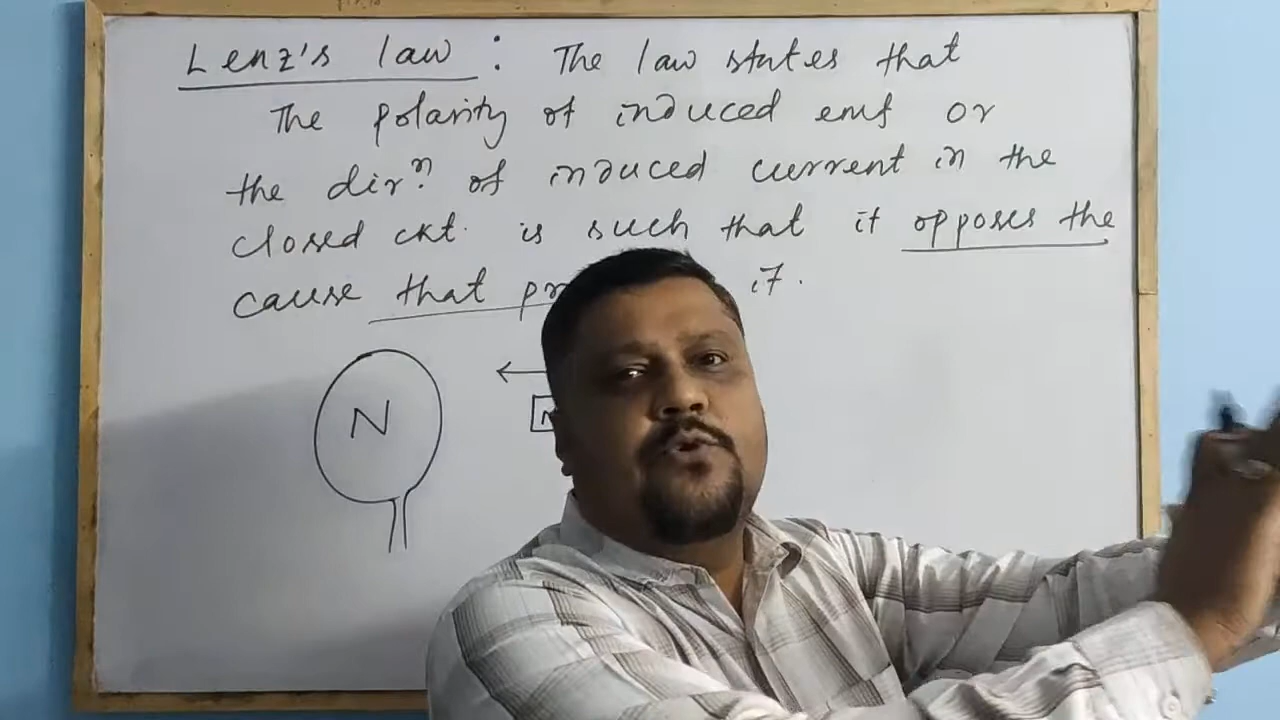 Lenz's law : The law states that
The polarity of induced emf or
the dirⁿ. of induced current in the
closed ckt. is such that it opposes the
cause that it.
N